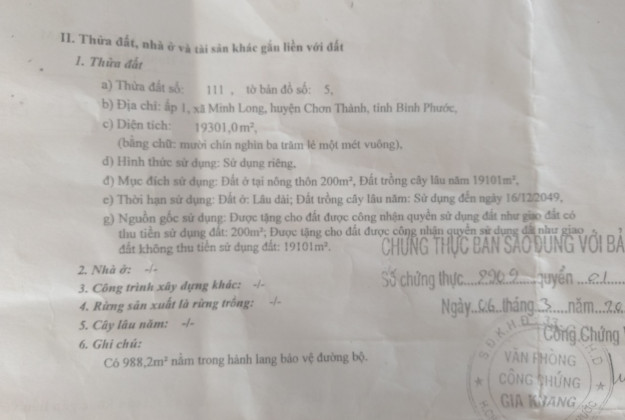 II. Thửa đất, nhà ở và tài sản khác gắn liền với đất
1. Thửa đất
a) Thửa đất số: 111 , tờ bản đồ số: 5,
b) Địa chỉ: ấp 1, xã Minh Long, huyện Chơn Thành, tỉnh Bình Phước,
c) Diện tích: 19301,0 m²,
(bằng chữ: mười chín nghìn ba trăm lẻ một mét vuông),
d) Hình thức sử dụng: Sử dụng riêng,
đ) Mục đích sử dụng: Đất ở tại nông thôn 200m², Đất trồng cây lâu năm 19101m²,
e) Thời hạn sử dụng: Đất ở: Lâu dài; Đất trồng cây lâu năm: Sử dụng đến ngày 16/12/2049,
g) Nguồn gốc sử dụng: Được tặng cho đất được công nhận quyền sử dụng đất như giao đất có
thu tiền sử dụng đất: 200m²; Được tặng cho đất được công nhận quyền sử dụng đất như giao
đất không thu tiền sử dụng đất: 19101m².
CHỨNG THỰC BẢN SAO ĐÚNG VỚI BẢ
2. Nhà ở: -/-
Số chứng thực quyển
3. Công trình xây dựng khác: -/-
4. Rừng sản xuất là rừng trồng: -/-
Ngày 06 tháng 3 năm
5. Cây lâu năm: -/-
Công Chứng
6. Ghi chú:
Có 988,2m² nằm trong hành lang bảo vệ đường bộ.
VĂN PHÒNG
CÔNG CHỨNG
GIA KHANG